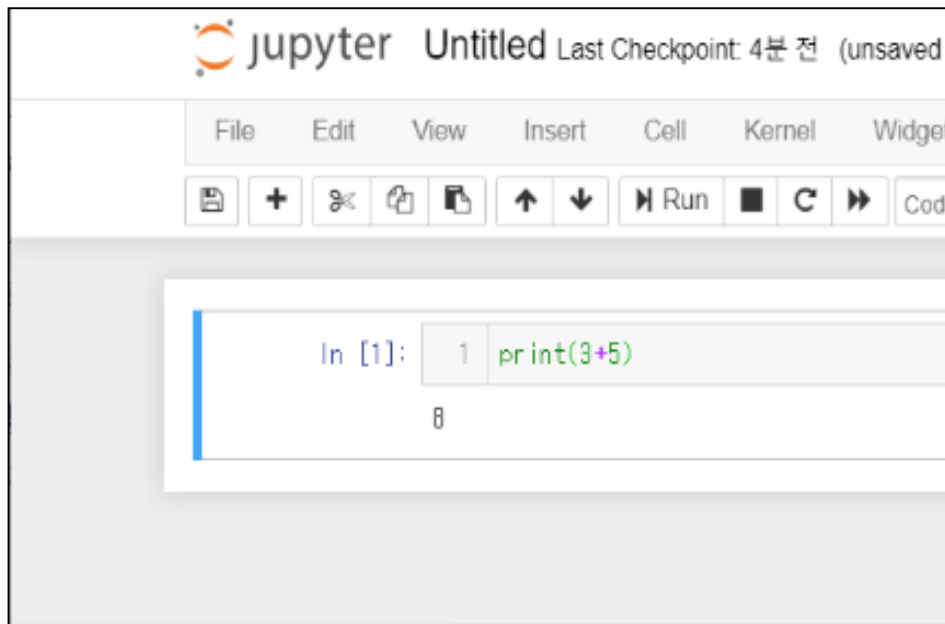 jupyter Untitled Last Checkpoint: 4분 전 (unsaved
File Edit View Insert Cell Kernel Widget
Run Cod
In [1]: 1 print(3+5)
8